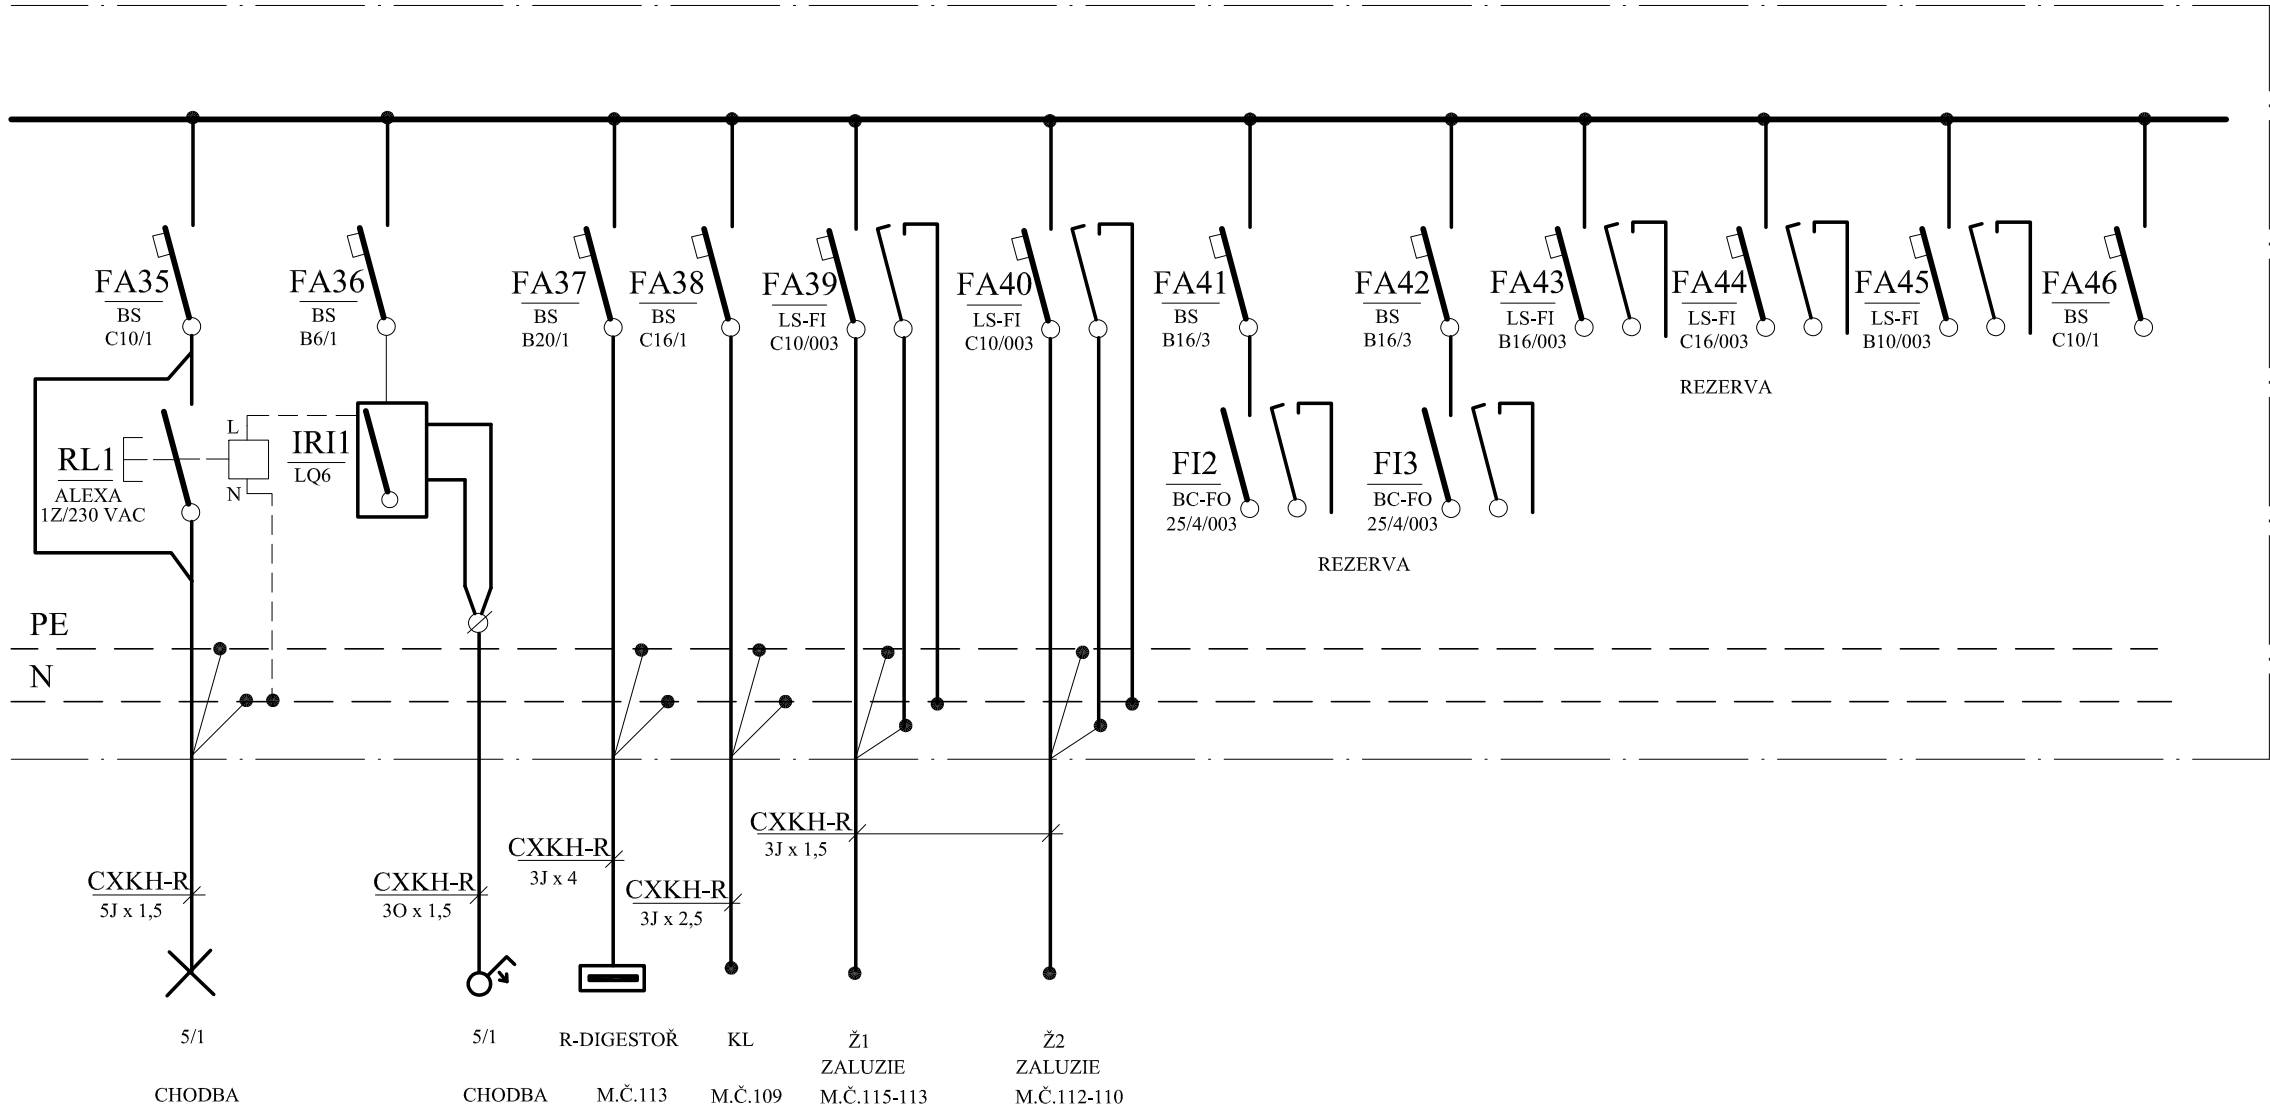 FA35
BS
C10/1
FA36
BS
B6/1
FA37
BS
B20/1
FA38
BS
C16/1
FA39
LS-FI
C10/003
FA40
LS-FI
C10/003
FA41
BS
B16/3
FA42
BS
B16/3
FA43
LS-FI
B16/003
FA44
LS-FI
C16/003
FA45
LS-FI
B10/003
FA46
BS
C10/1
REZERVA
RL1
ALEXA
1Z/230 VAC
L
N
IRI1
LQ6
FI2
BC-FO
25/4/003
FI3
BC-FO
25/4/003
REZERVA
PE
N
CXKH-R
5J x 1,5
CXKH-R
3O x 1,5
CXKH-R
3J x 4
CXKH-R
3J x 2,5
CXKH-R
3J x 1,5
5/1
CHODBA
5/1
CHODBA
R-DIGESTOŘ
M.Č.113
KL
M.Č.109
Ž1
ZALUZIE
M.Č.115-113
Ž2
ZALUZIE
M.Č.112-110